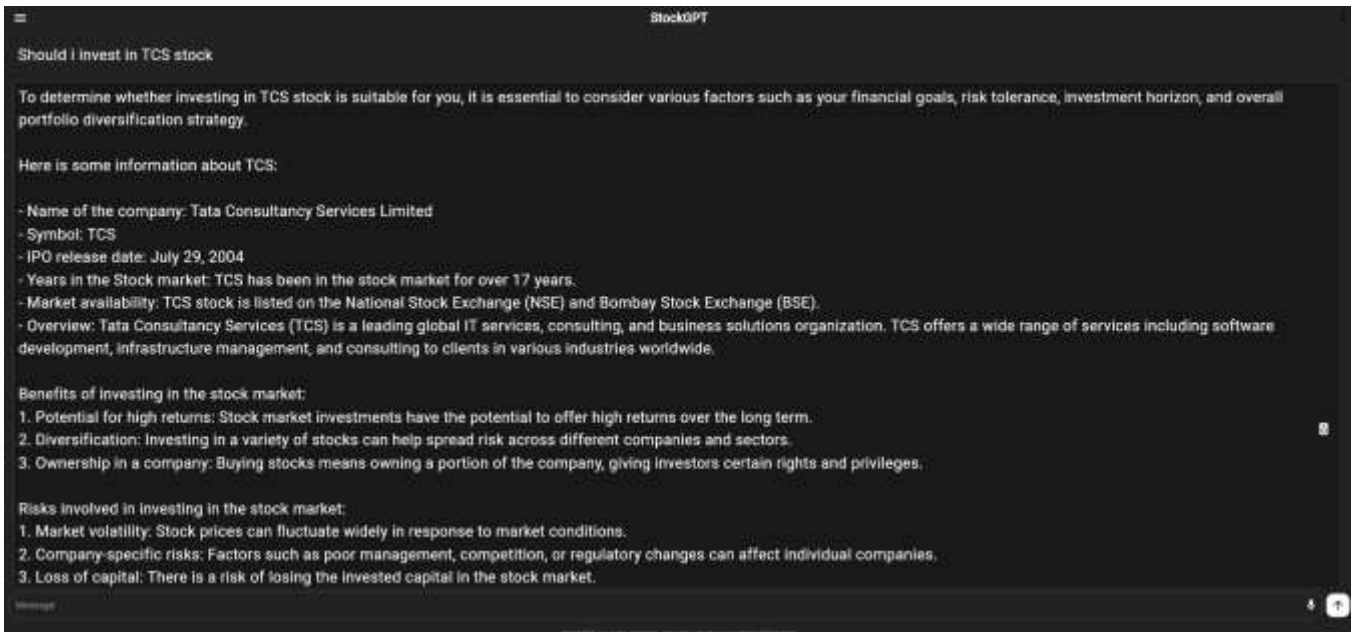 StockGPT
Should i invest in TCS stock
To determine whether investing in TCS stock is suitable for you, it is essential to consider various factors such as your financial goals, risk tolerance, investment horizon, and overall
portfolio diversification strategy.
Here is some information about TCS:
- Name of the company: Tata Consultancy Services Limited
- Symbol: TCS
- IPO release date: July 29, 2004
- Years in the Stock market: TCS has been in the stock market for over 17 years.
- Market availability: TCS stock is listed on the National Stock Exchange (NSE) and Bombay Stock Exchange (BSE).
- Overview: Tata Consultancy Services (TCS) is a leading global IT services, consulting, and business solutions organization. TCS offers a wide range of services including software
development, infrastructure management, and consulting to clients in various industries worldwide.
Benefits of investing in the stock market:
1. Potential for high returns: Stock market investments have the potential to offer high returns over the long term.
2. Diversification: Investing in a variety of stocks can help spread risk across different companies and sectors.
3. Ownership in a company: Buying stocks means owning a portion of the company, giving investors certain rights and privileges.
Risks involved in investing in the stock market:
1. Market volatility: Stock prices can fluctuate widely in response to market conditions.
2. Company-specific risks: Factors such as poor management, competition, or regulatory changes can affect individual companies.
3. Loss of capital: There is a risk of losing the invested capital in the stock market.
Message